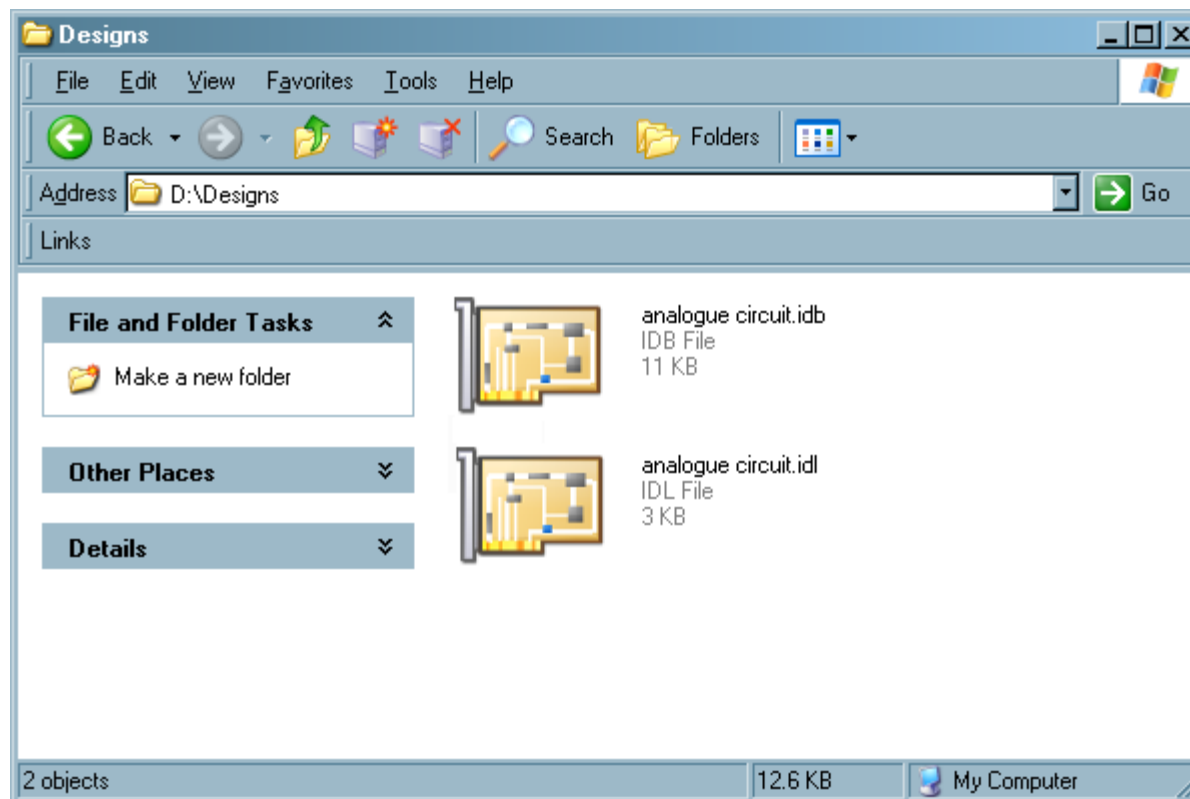 Designs
File Edit View Favorites Tools Help
Back Search Folders
Address D:\Designs Go
Links
File and Folder Tasks
Make a new folder
Other Places
Details
analogue circuit.idb
IDB File
11 KB
analogue circuit.idl
IDL File
3 KB
2 objects 12.6 KB My Computer